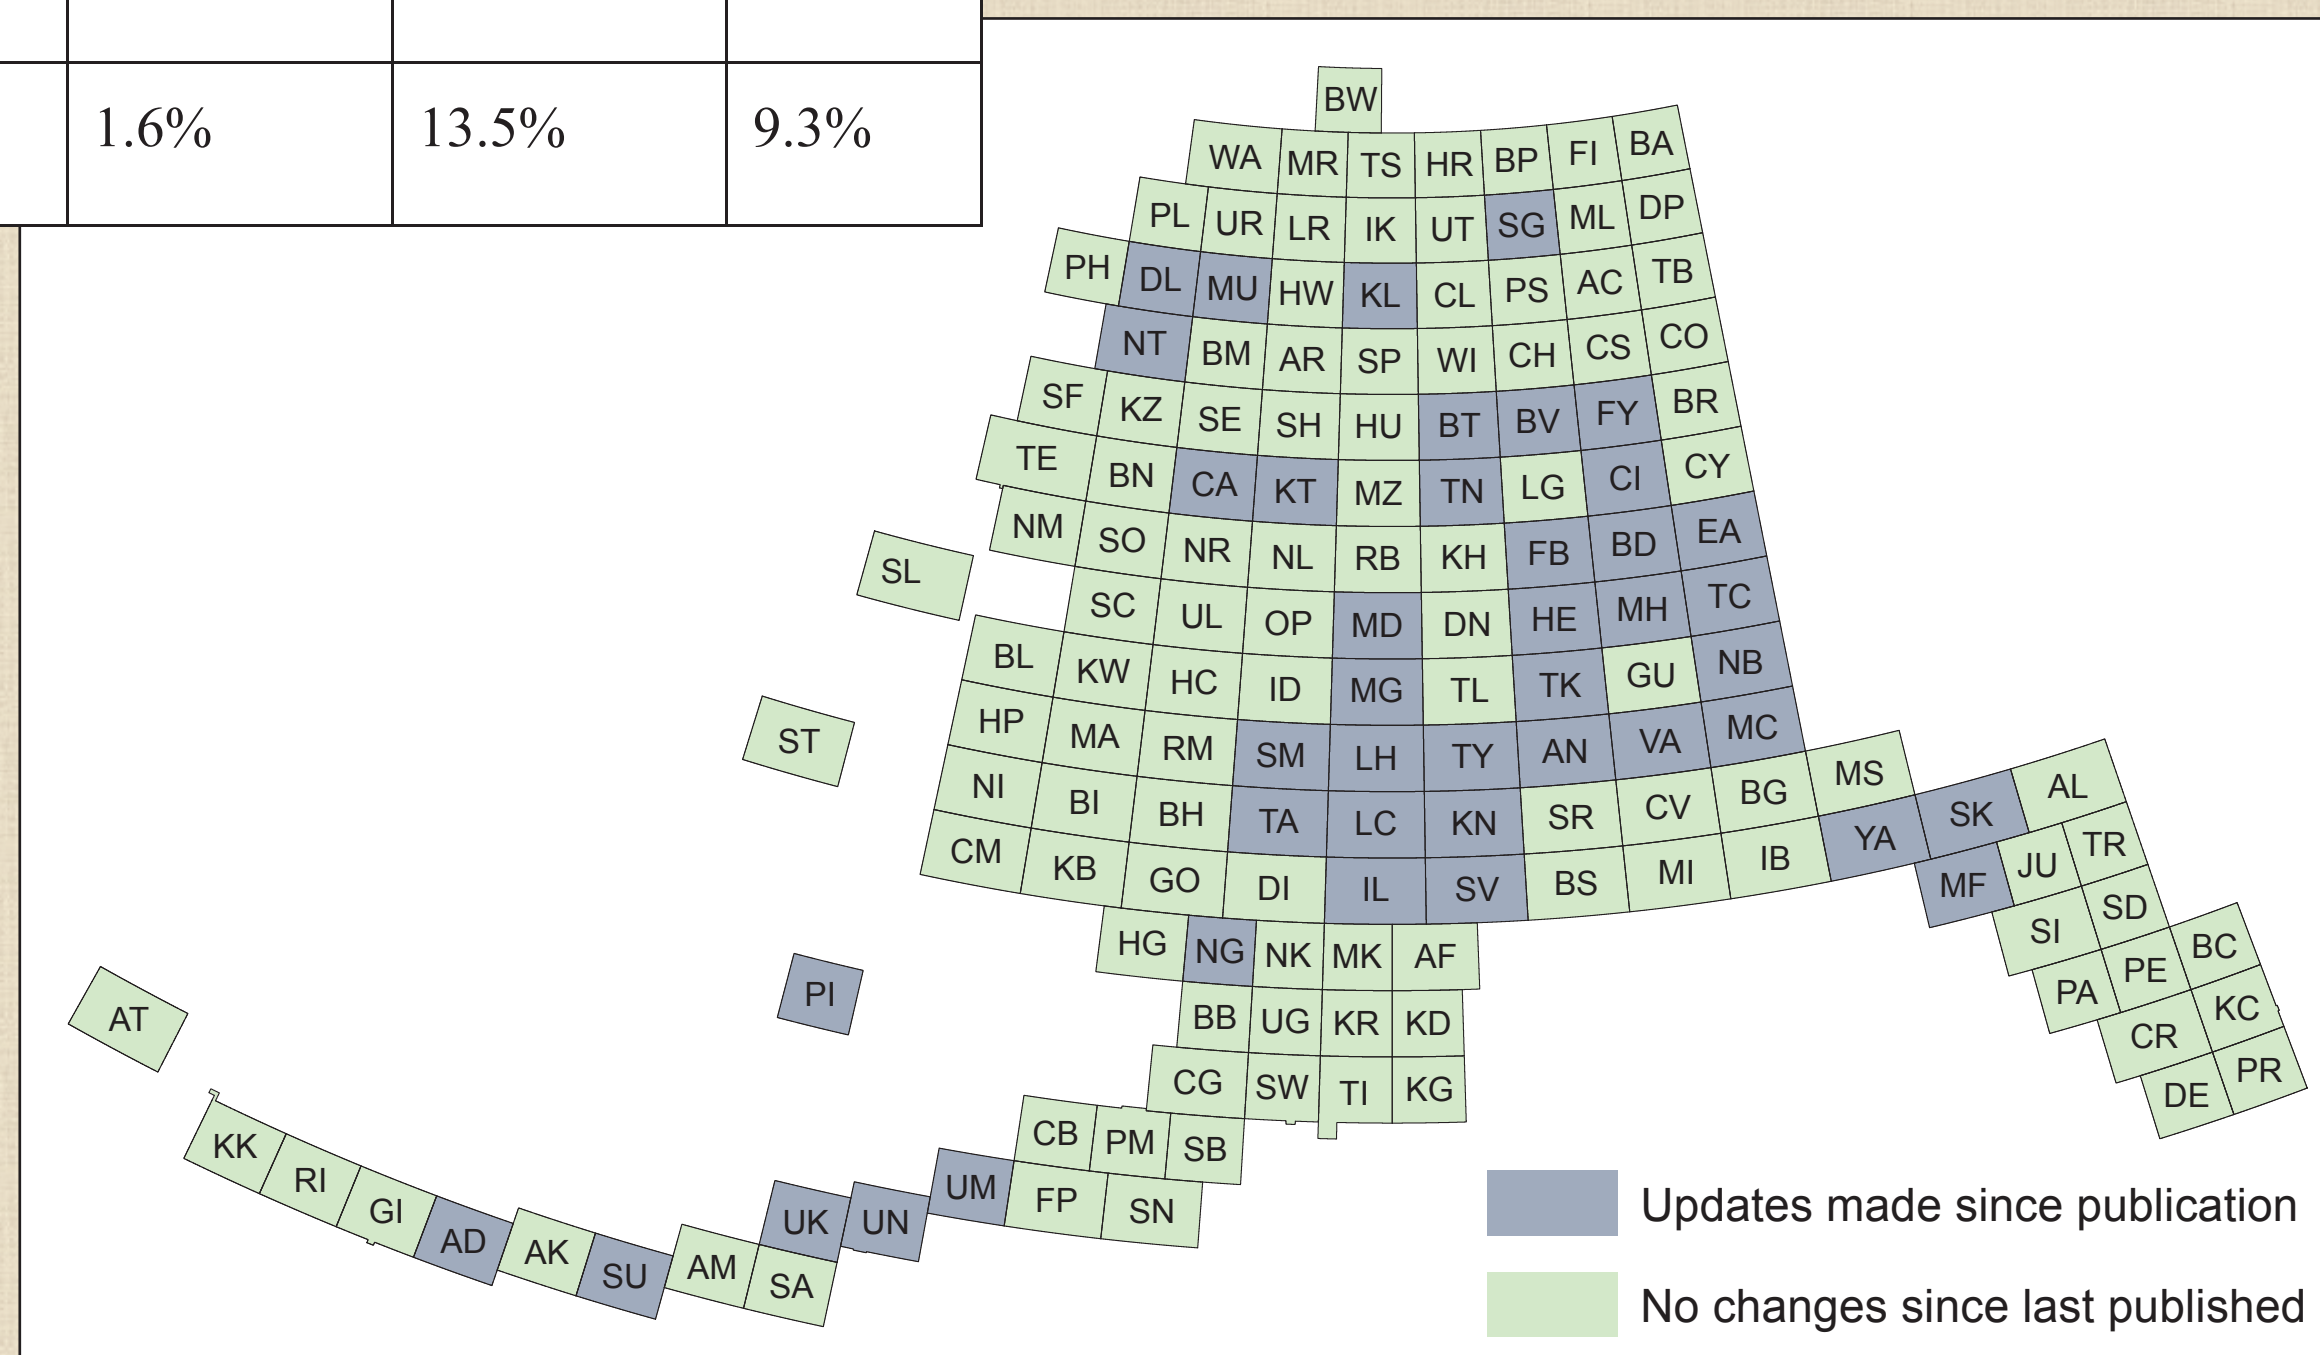 1.6% 13.5% 9.3%
BW
WA MR TS HR BP FI BA
PL UR LR IK UT SG ML DP
PH DL MU HW KL CL PS AC TB
NT BM AR SP WI CH CS CO
SF KZ SE SH HU BT BV FY BR
TE BN CA KT MZ TN LG CI CY
NM SO NR NL RB KH FB BD EA
SL SC UL OP MD DN HE MH TC
BL KW HC ID MG TL TK GU NB
ST HP MA RM SM LH TY AN VA MC
NI BI BH TA LC KN SR CV BG MS SK AL
CM KB GO DI IL SV BS MI IB YA MF JU TR
HG NG NK MK AF SI SD
PI BB UG KR KD PA PE BC
AT CG SW TI KG CR KC
KK CB PM SB DE PR
RI GI AD AK SU AM SA UK UN UM FP SN
Updates made since publication
No changes since last published